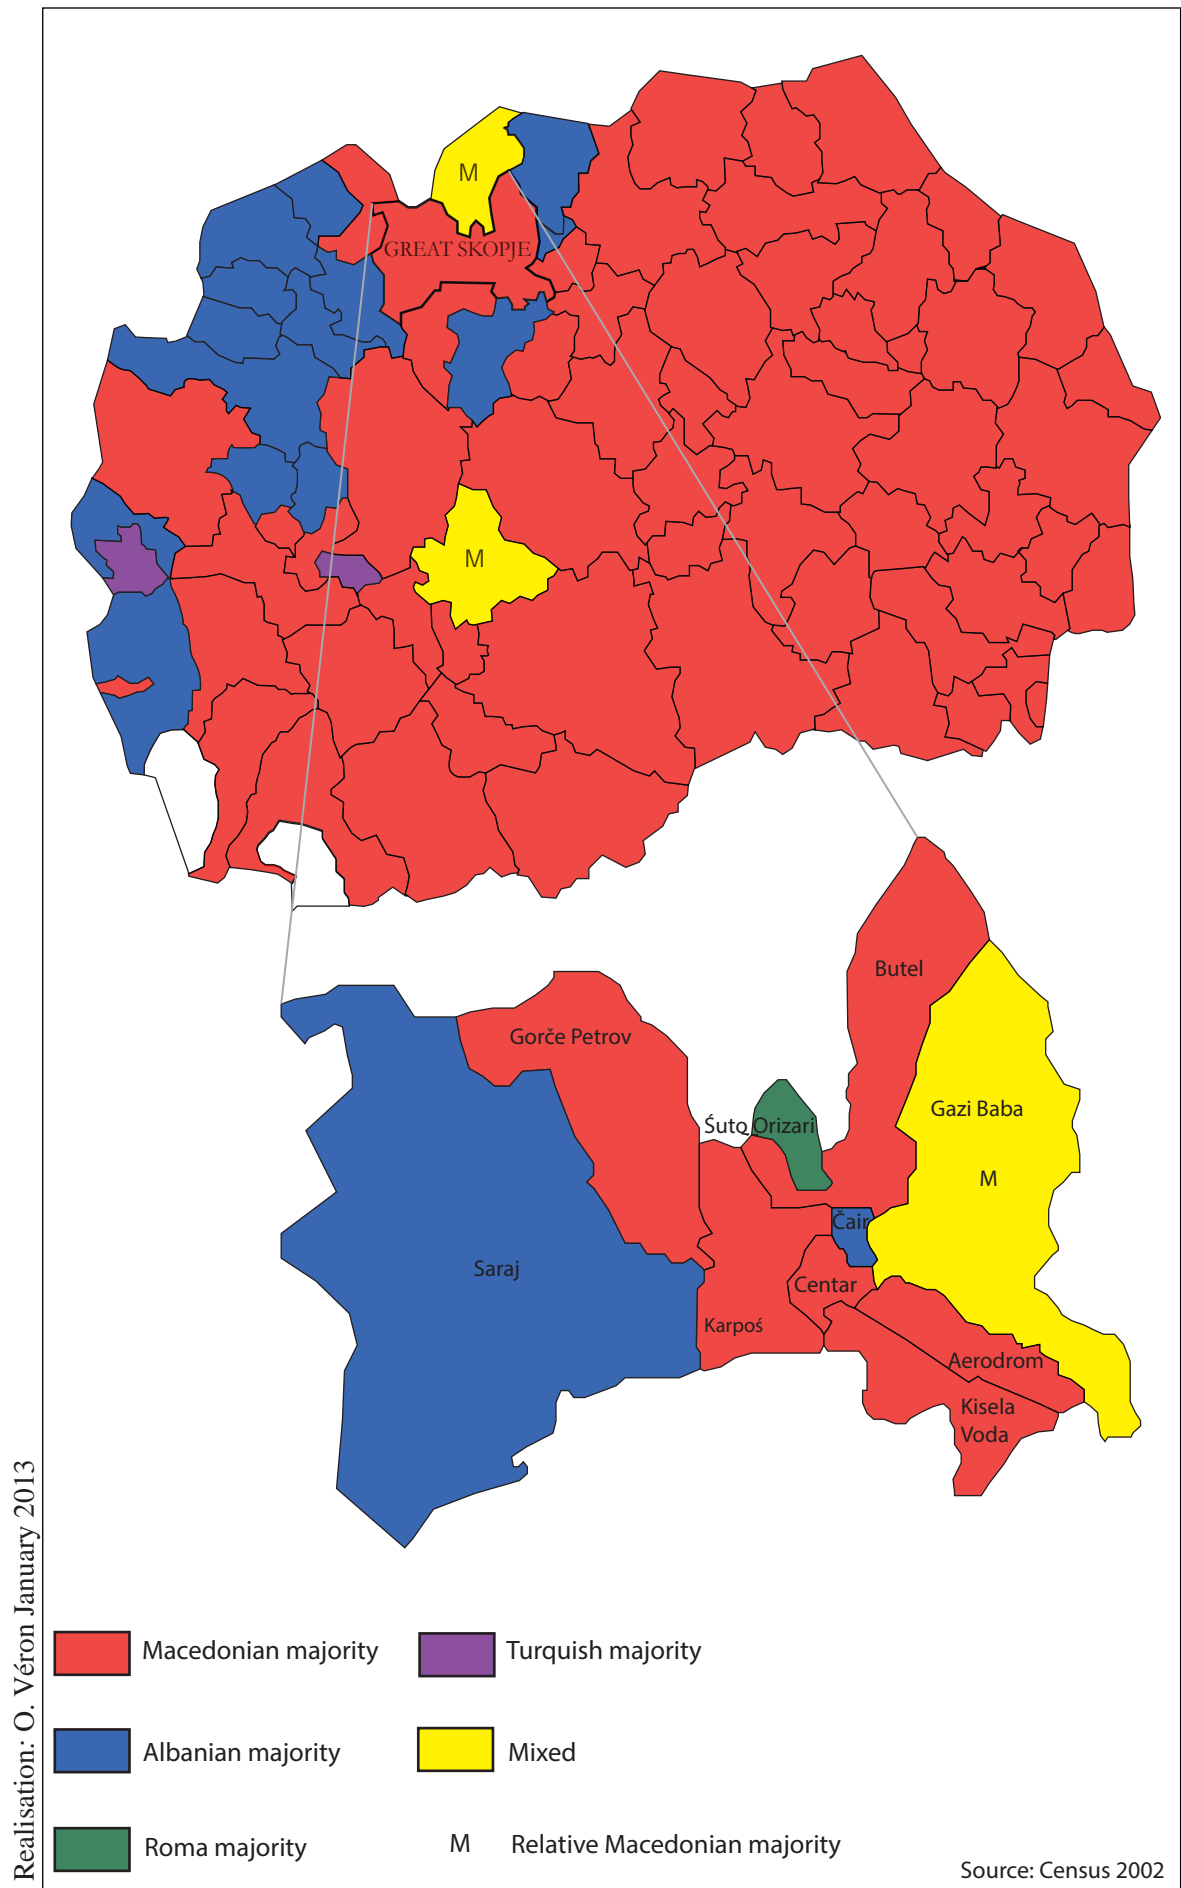 M
GREAT SKOPJE
M
Butel
Gorče Petrov
Gazi Baba
Śuto Orizari
M
Čair
Saraj
Centar
Karpoś
Aerodrom
Kisela
Voda
Realisation: O. Véron January 2013
Macedonian majority
Turquish majority
Albanian majority
Mixed
Roma majority
M Relative Macedonian majority
Source: Census 2002